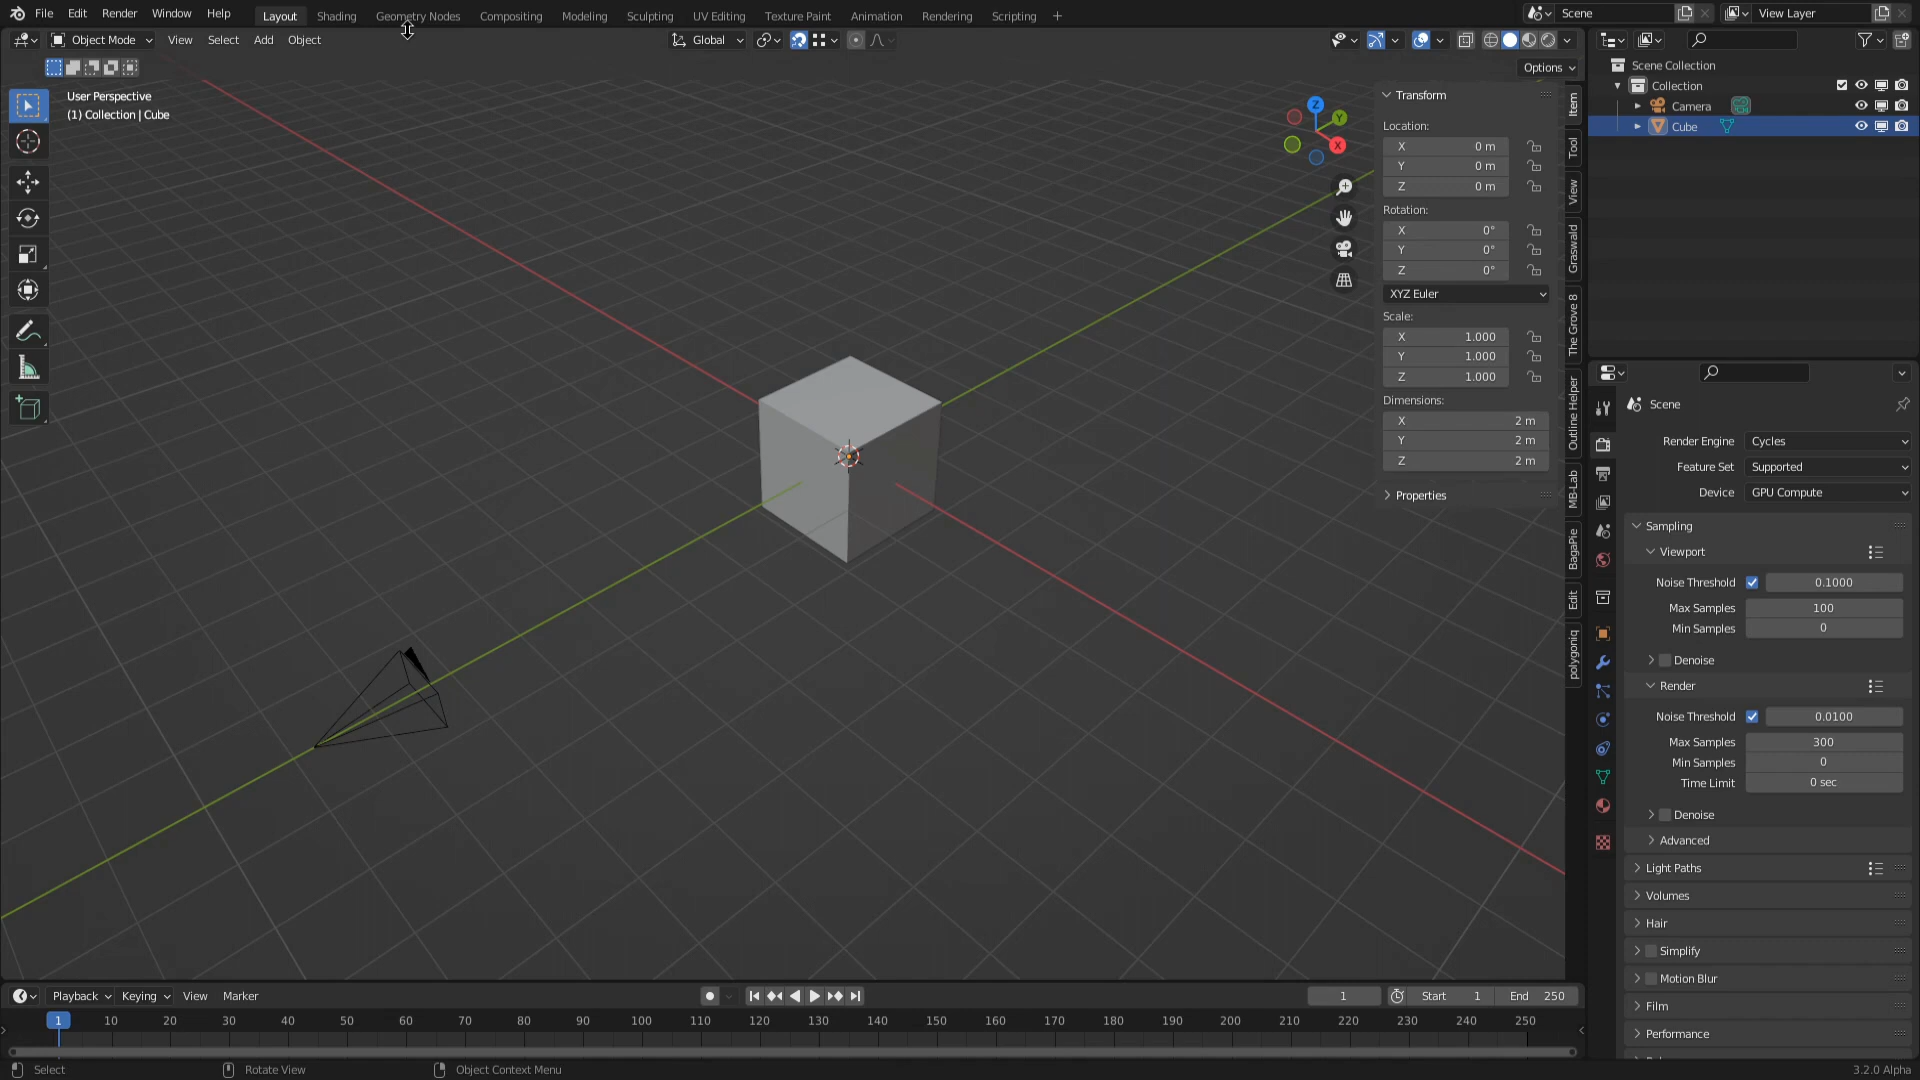 File Edit Render Window Help Layout Shading Geometry Nodes Compositing Modeling Sculpting UV Editing Texture Paint Animation Rendering Scripting + Scene View Layer
Object Mode View Select Add Object Global
Options
User Perspective
(1) Collection | Cube
Z
Y
X
Transform
Location:
X 0 m
Y 0 m
Z 0 m
Rotation:
X 0°
Y 0°
Z 0°
XYZ Euler
Scale:
X 1.000
Y 1.000
Z 1.000
Dimensions:
X 2 m
Y 2 m
Z 2 m
Properties
Item
Tool
View
Graswald
The Grove 8
Outline Helper
MB-Lab
BagaPie
Edit
polygoniq
Scene Collection
Collection
Camera
Cube
Scene
Render Engine Cycles
Feature Set Supported
Device GPU Compute
Sampling
Viewport
Noise Threshold 0.1000
Max Samples 100
Min Samples 0
Denoise
Render
Noise Threshold 0.0100
Max Samples 300
Min Samples 0
Time Limit 0 sec
Denoise
Advanced
Light Paths
Volumes
Hair
Simplify
Motion Blur
Film
Performance
Playback Keying View Marker 1 Start 1 End 250
1 10 20 30 40 50 60 70 80 90 100 110 120 130 140 150 160 170 180 190 200 210 220 230 240 250
Select Rotate View Object Context Menu 3.2.0 Alpha